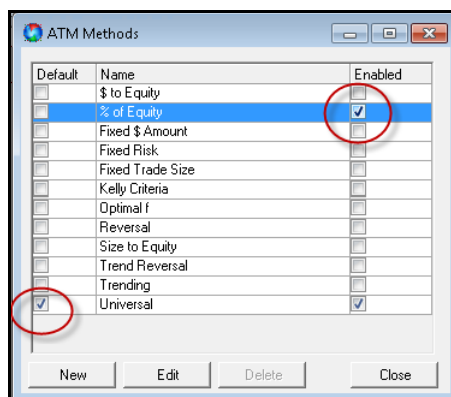 ATM Methods
Default Name Enabled
$ to Equity
% of Equity
Fixed $ Amount
Fixed Risk
Fixed Trade Size
Kelly Criteria
Optimal f
Reversal
Size to Equity
Trend Reversal
Trending
Universal
New Edit Delete Close